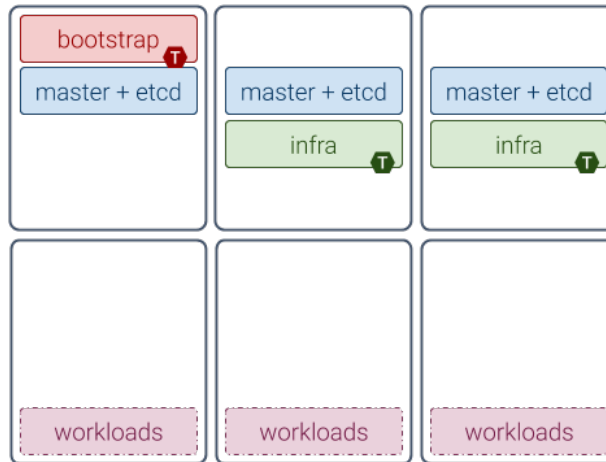 bootstrap
T
master + etcd
master + etcd
master + etcd
infra
T
infra
T
workloads
workloads
workloads